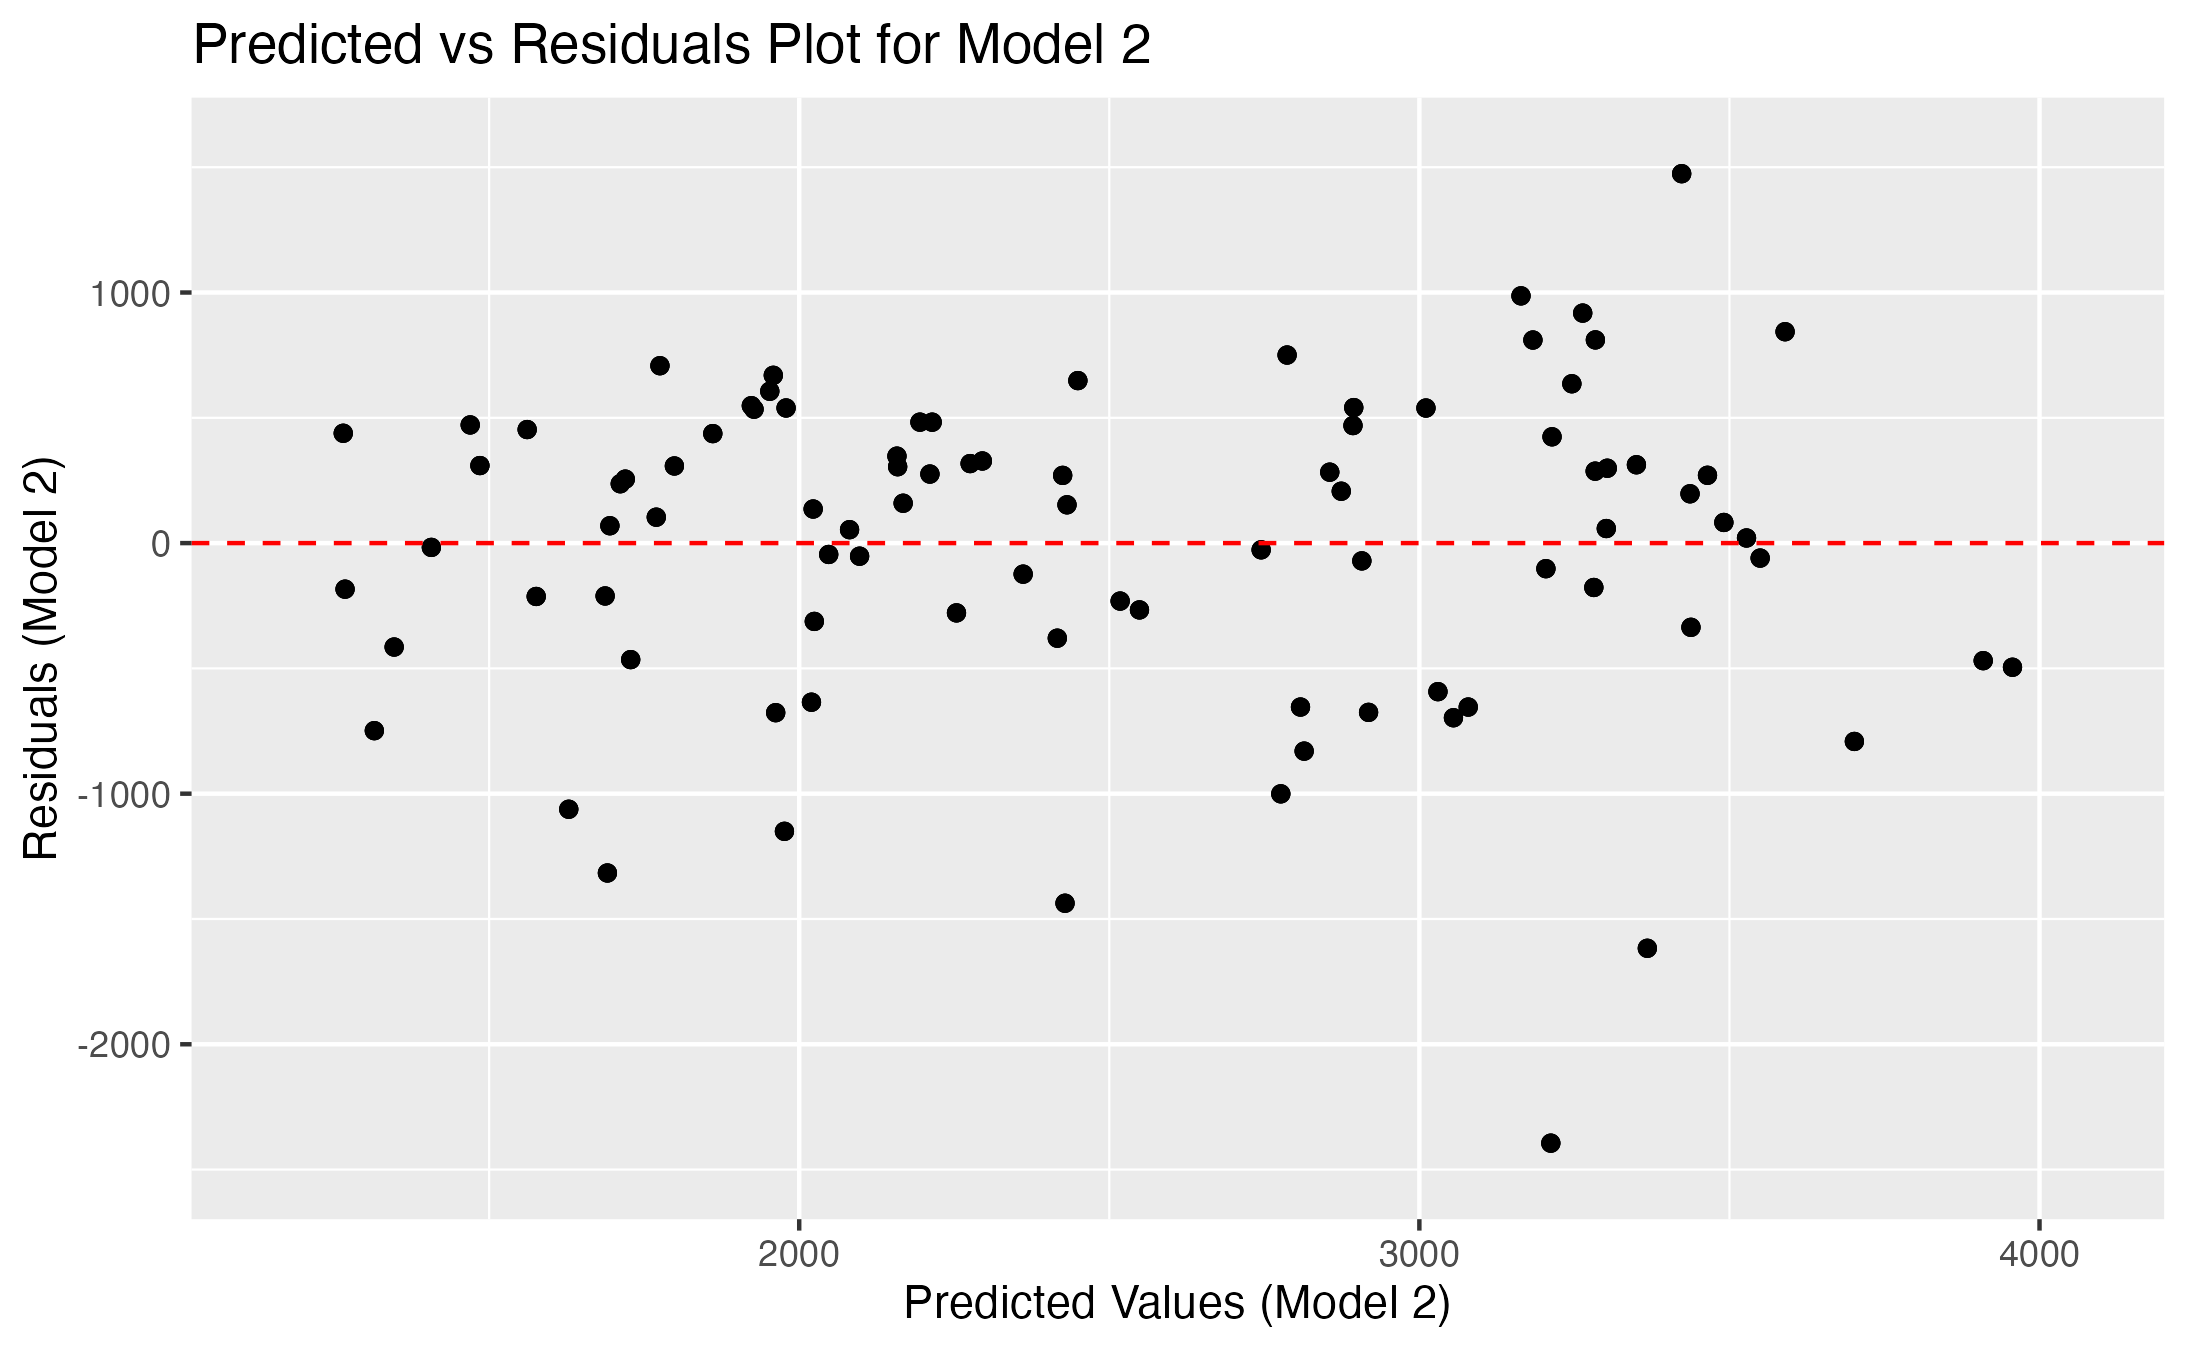 Predicted vs Residuals Plot for Model 2
Residuals (Model 2)
1000
0
-1000
-2000
2000
3000
4000
Predicted Values (Model 2)